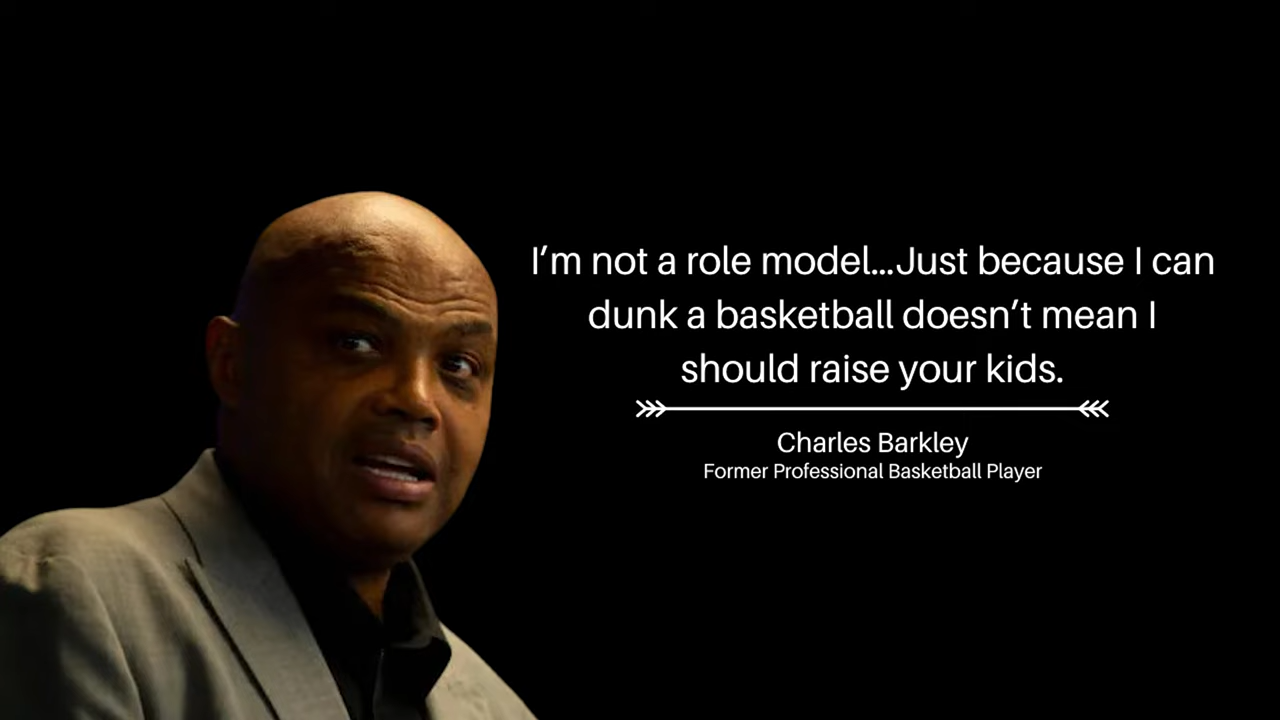 I’m not a role model...Just because I can
dunk a basketball doesn’t mean I
should raise your kids.
Charles Barkley
Former Professional Basketball Player